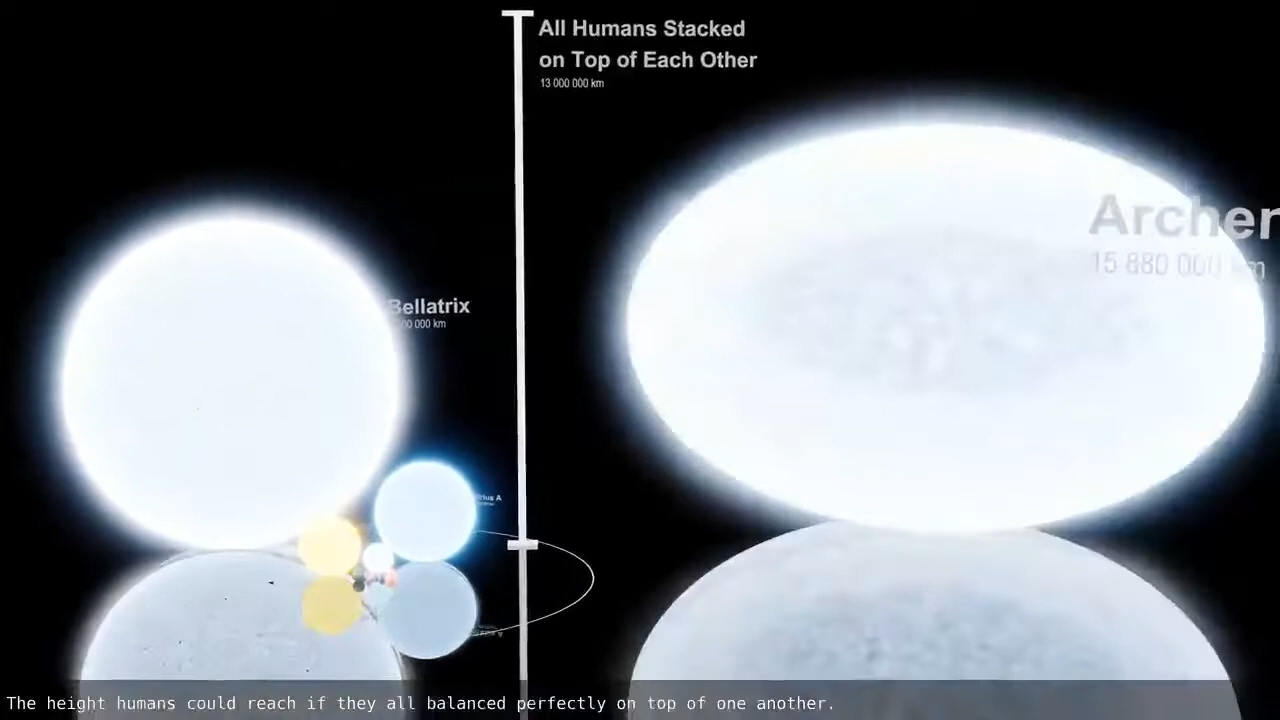 All Humans Stacked
on Top of Each Other
13 000 000 km
Archer
15 880 000
Bellatrix
000 km
The height humans could reach if they all balanced perfectly on top of one another.